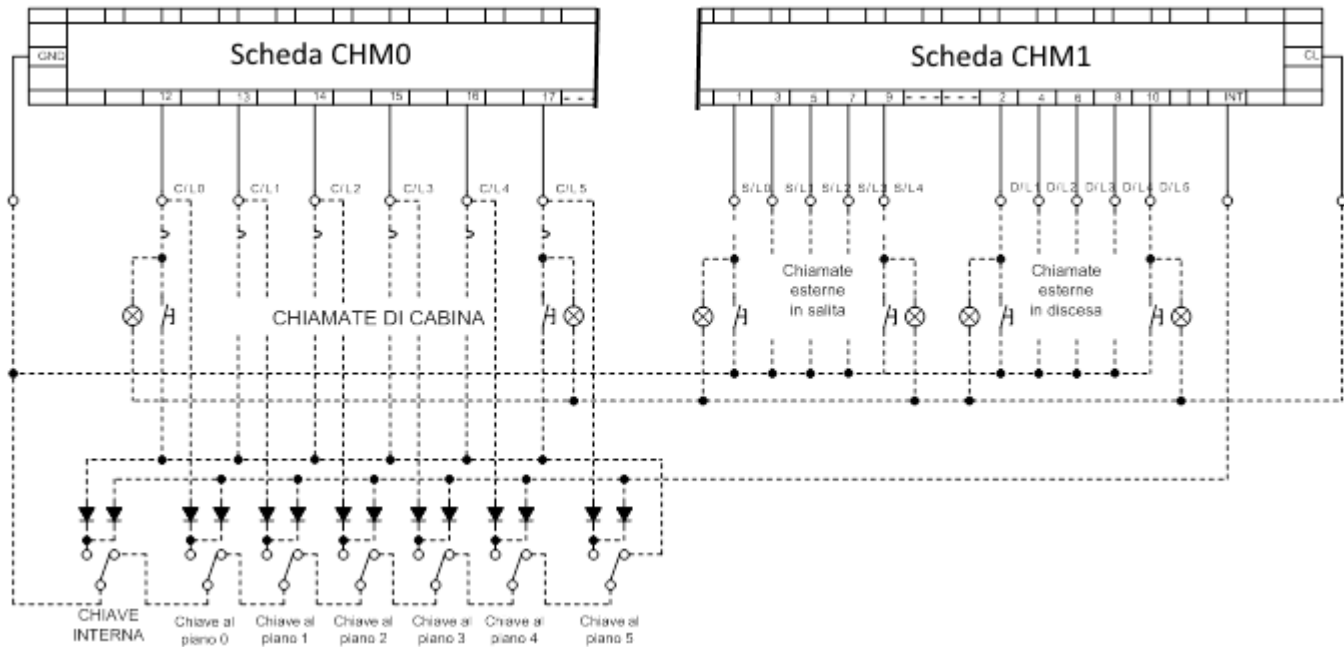 Scheda CHM0
Scheda CHM1
GND
CL
12 13 14 15 16 17
1 3 5 7 9 2 4 6 8 10 INT
C/L0 C/L1 C/L2 C/L3 C/L4 C/L5
S/L0 S/L1 S/L2 S/L3 S/L4
D/L1 D/L2 D/L3 D/L4 D/L5
Chiamate
esterne
in salita
Chiamate
esterne
in discesa
CHIAMATE DI CABINA
CHIAVE
INTERNA
Chiave al
piano 0
Chiave al
piano 1
Chiave al
piano 2
Chiave al
piano 3
Chiave al
piano 4
Chiave al
piano 5